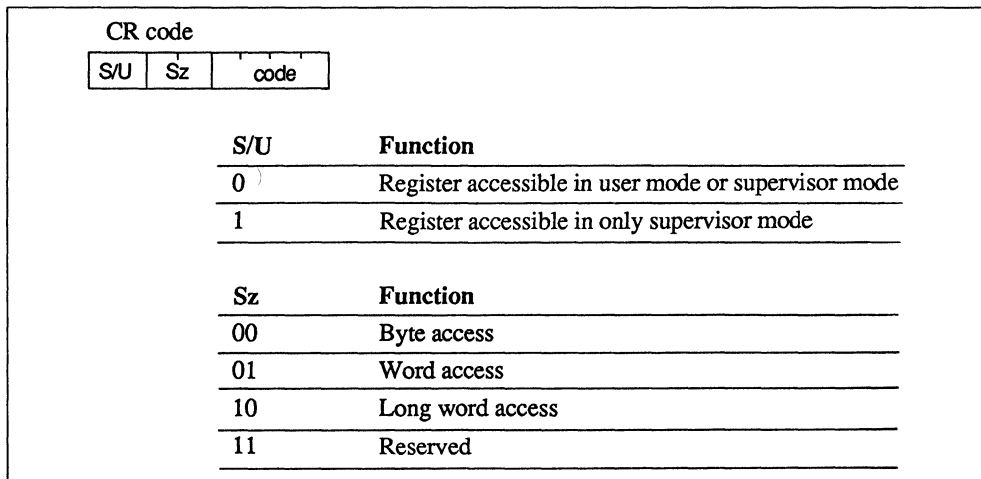 CR code
S/U Sz code
S/U Function
0 Register accessible in user mode or supervisor mode
1 Register accessible in only supervisor mode
Sz Function
00 Byte access
01 Word access
10 Long word access
11 Reserved